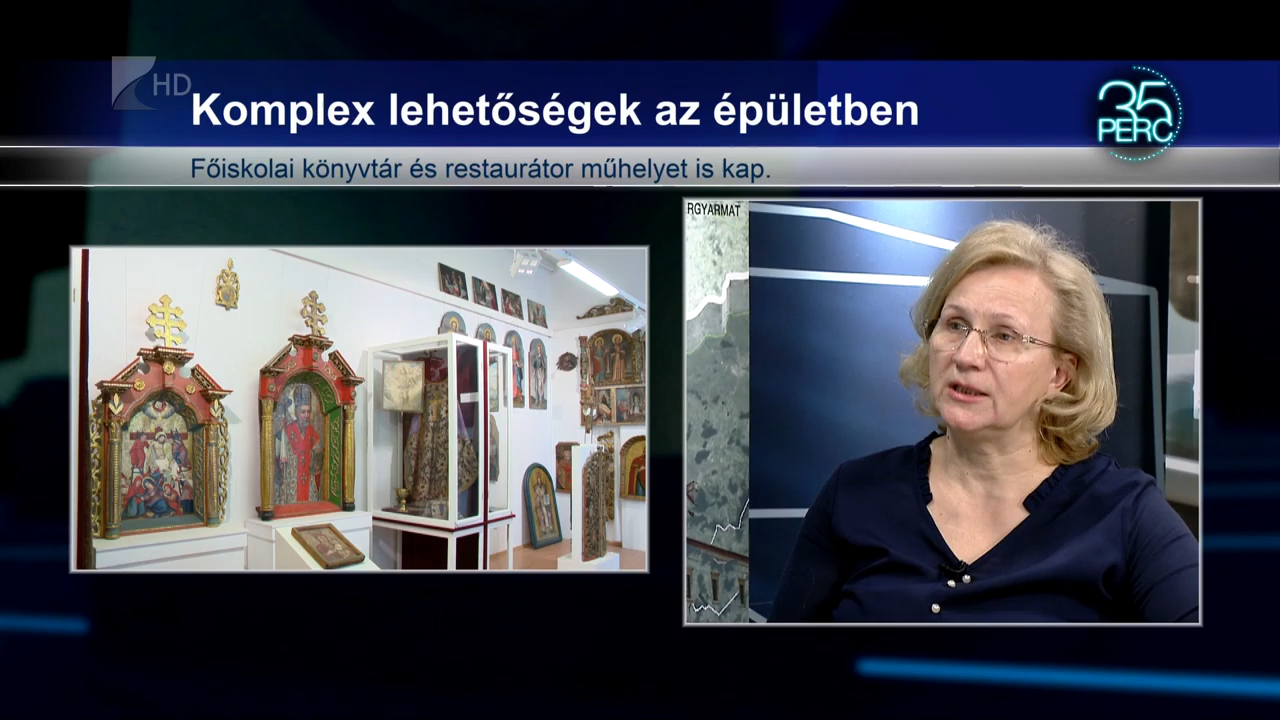 HD
Komplex lehetőségek az épületben
35
PERC
Főiskolai könyvtár és restaurátor műhelyet is kap.
RGYARMAT